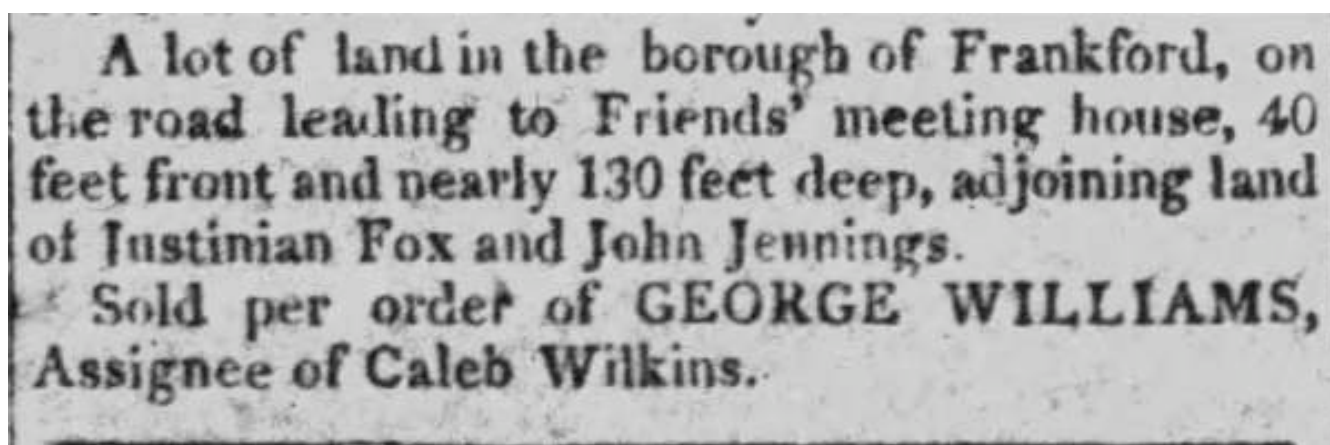 A lot of land in the borough of Frankford, on
the road leading to Friends' meeting house, 40
feet front and nearly 130 feet deep, adjoining land
of Justinian Fox and John Jennings.
Sold per order of GEORGE WILLIAMS,
Assignee of Caleb Wilkins.